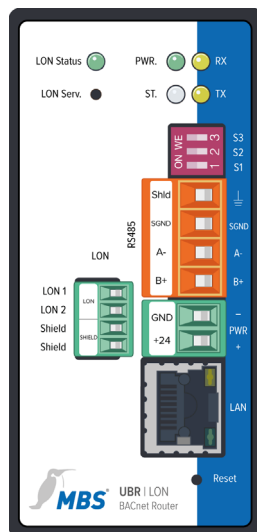 LON Status PWR. RX
LON Serv. ST. TX
ON WE
1 2 3
S3
S2
S1
RS485
Shld
SGND SGND
A- A-
B+ B+
LON
LON 1
LON 2
Shield
Shield
LON
SHIELD
GND −
PWR
+24 +
LAN
Reset
MBS® UBR | LON
BACnet Router